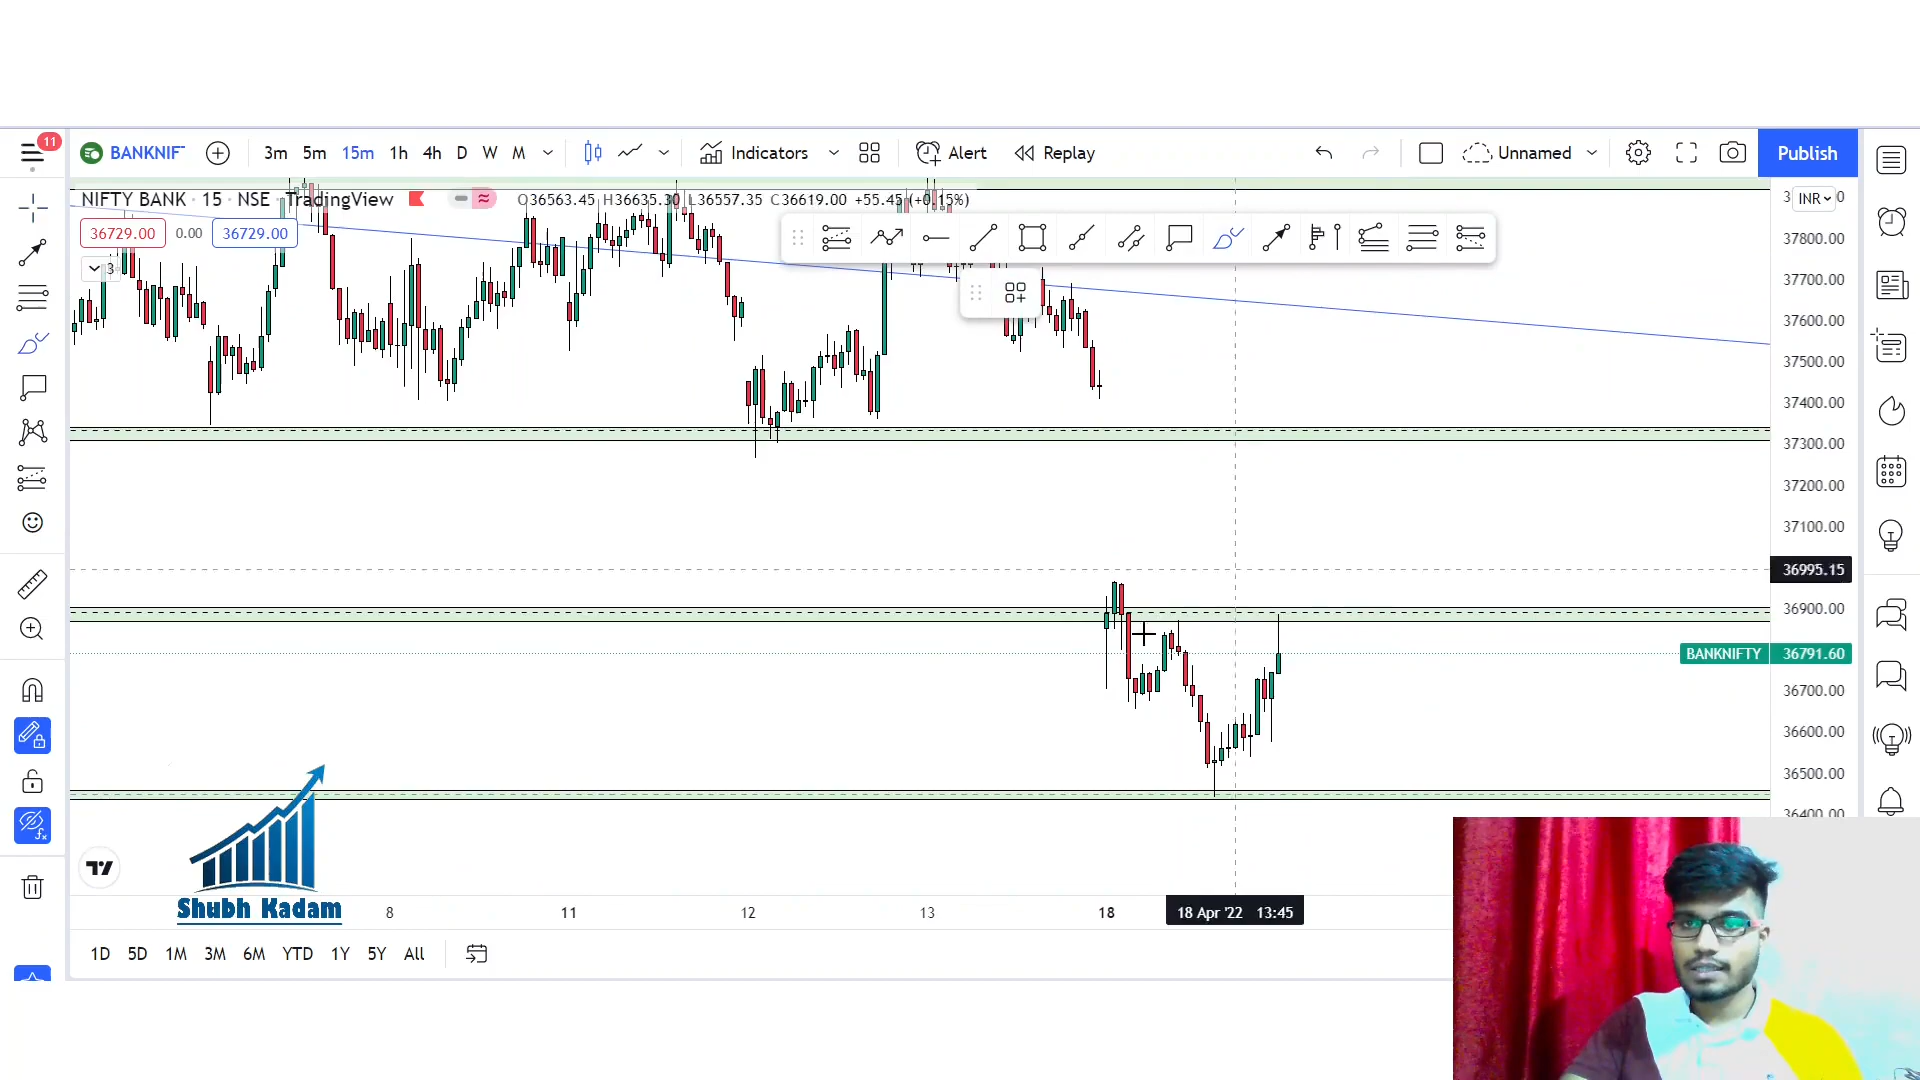 11
BANKNIF
3m 5m 15m 1h 4h D W M
Indicators
Alert
Replay
Unnamed
Publish
NIFTY BANK · 15 · NSE · TradingView
O36563.45 H36635.30 L36557.35 C36619.00 +55.45 (+0.15%)
INR
36729.00 0.00 36729.00
3
37800.00
37700.00
37600.00
37500.00
37400.00
37300.00
37200.00
37100.00
36995.15
36900.00
BANKNIFTY 36791.60
36700.00
36600.00
36500.00
36400.00
Shubh Kadam
8 11 12 13 18
18 Apr '22 13:45
1D 5D 1M 3M 6M YTD 1Y 5Y All